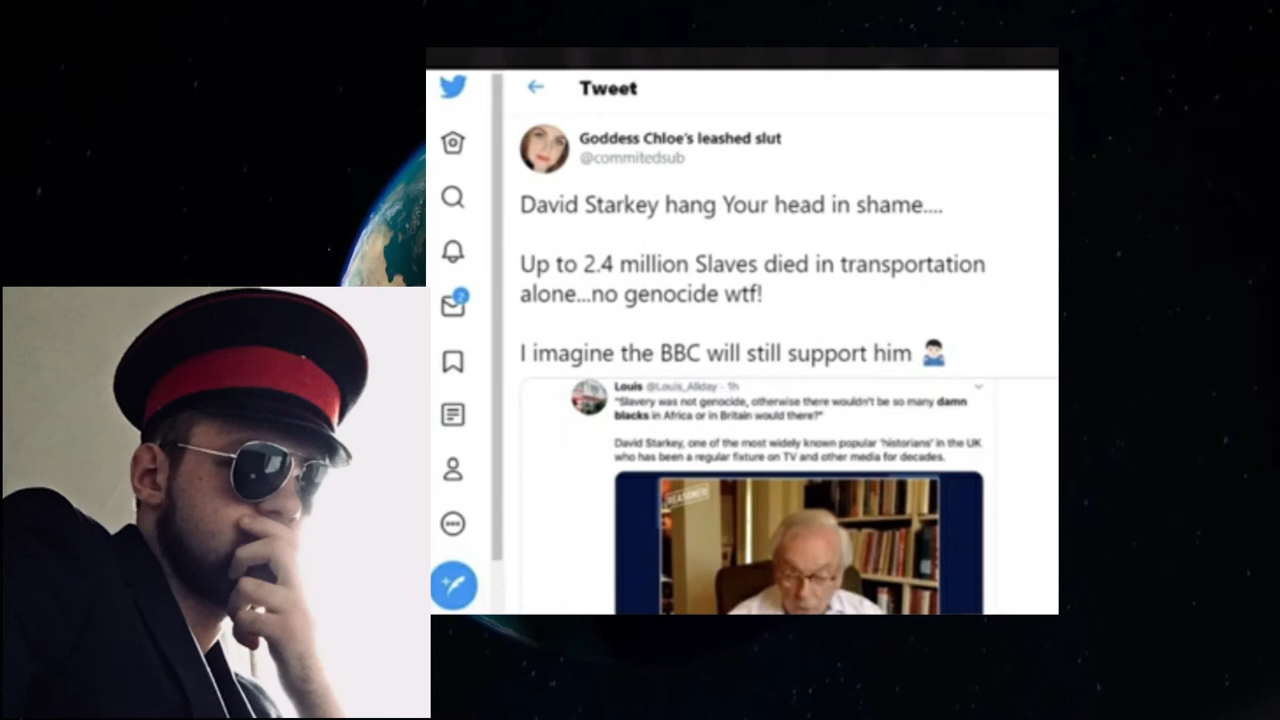 Tweet
Goddess Chloe's leashed slut
@commitedsub
David Starkey hang Your head in shame....
Up to 2.4 million Slaves died in transportation
alone...no genocide wtf!
2
I imagine the BBC will still support him
Louis @Louis_Allday · 1h
"Slavery was not genocide, otherwise there wouldn't be so many damn
blacks in Africa or in Britain would there?"
David Starkey, one of the most widely known popular 'historians' in the UK
who has been a regular fixture on TV and other media for decades.
REASONED